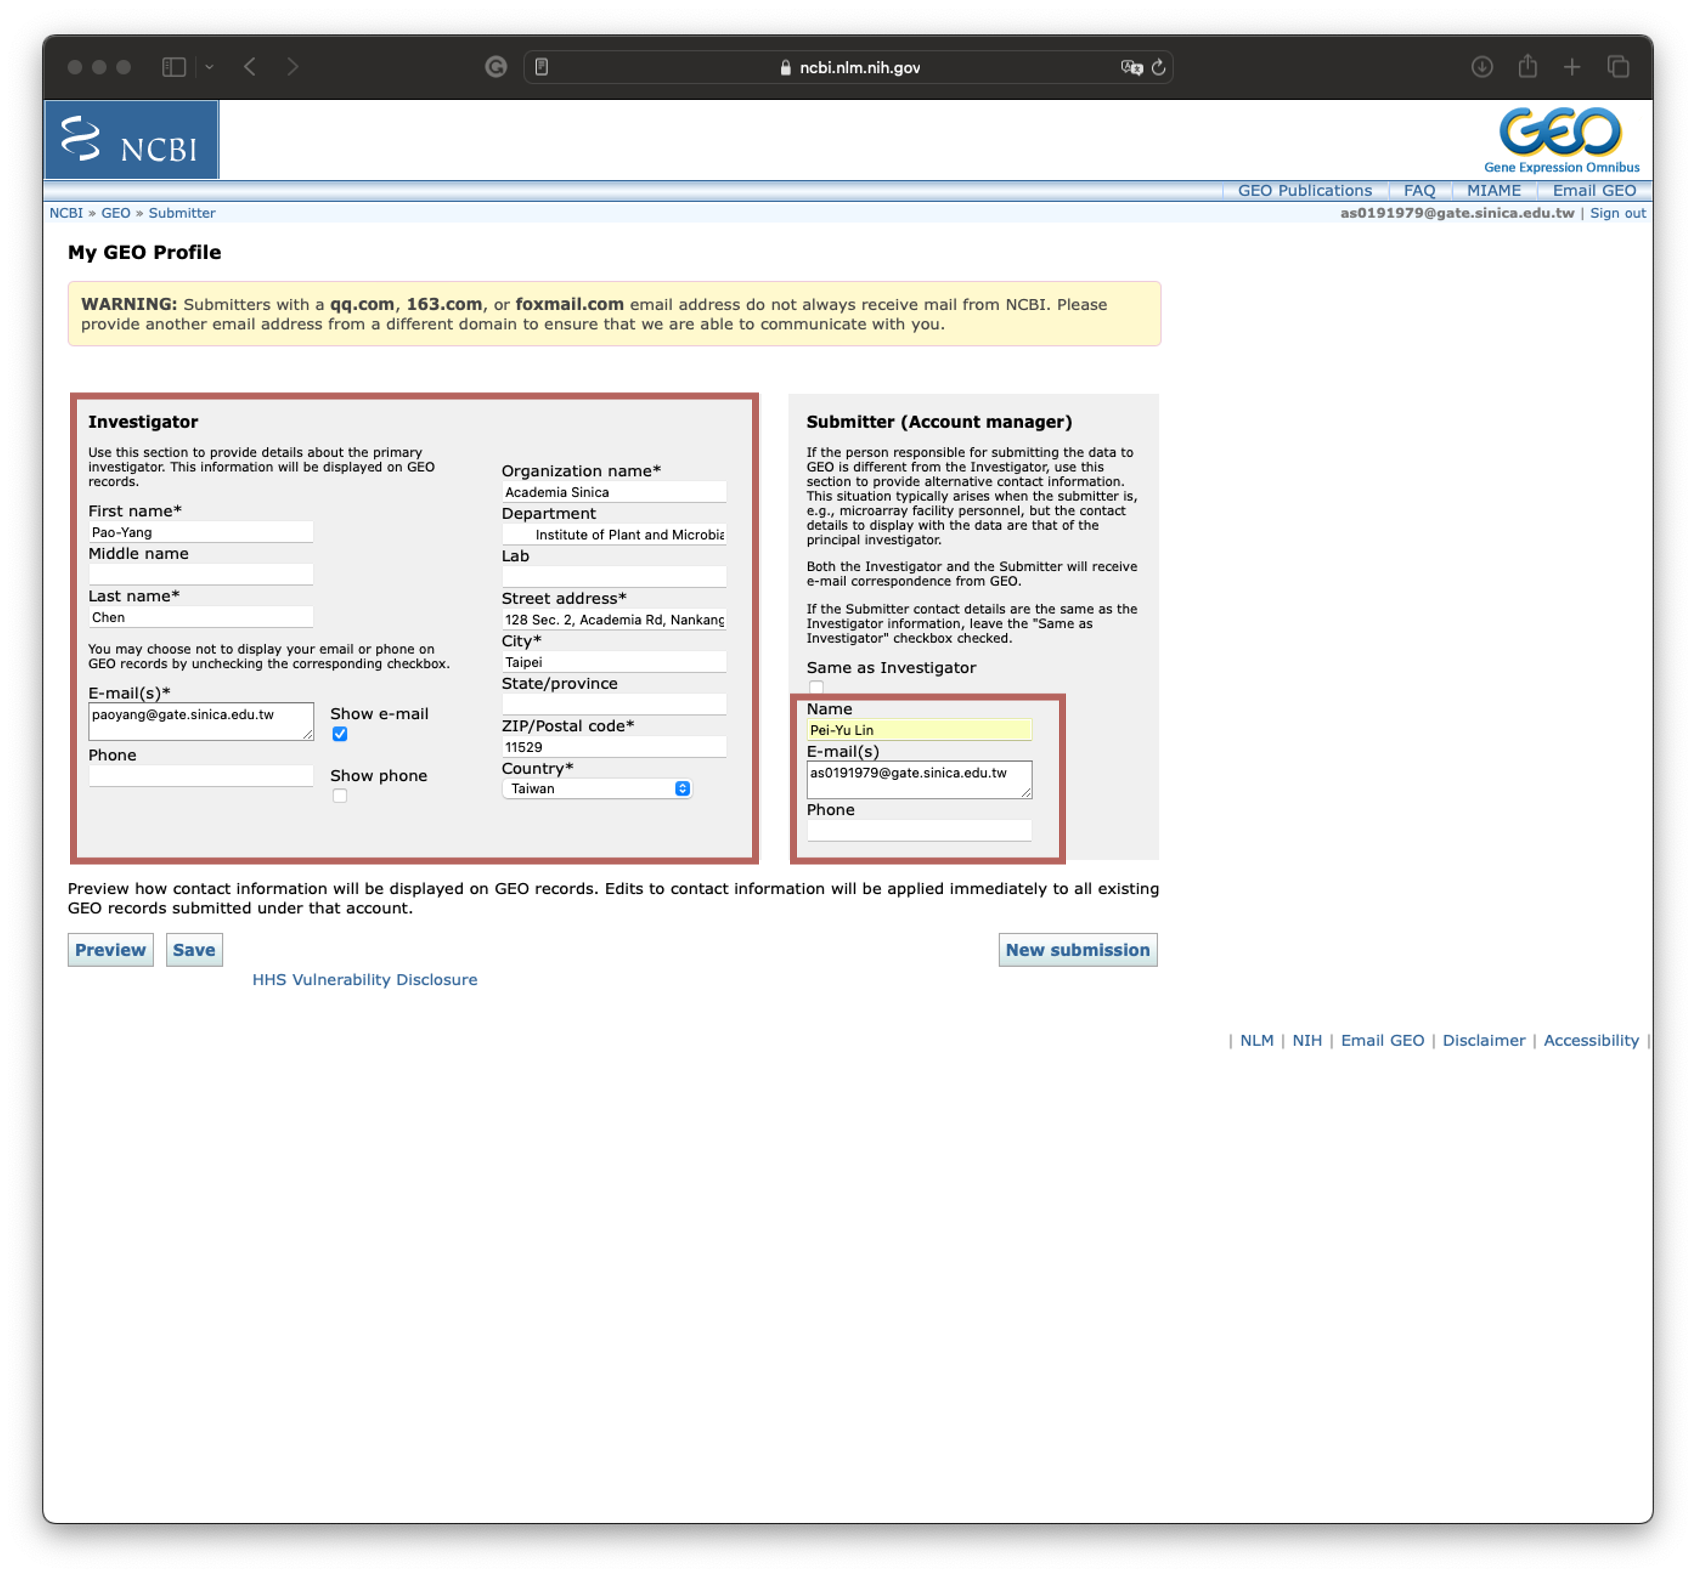 ncbi.nlm.nih.gov
NCBI
GEO
Gene Expression Omnibus
GEO Publications FAQ MIAME Email GEO
NCBI » GEO » Submitter
as0191979@gate.sinica.edu.tw | Sign out
My GEO Profile
WARNING: Submitters with a qq.com, 163.com, or foxmail.com email address do not always receive mail from NCBI. Please
provide another email address from a different domain to ensure that we are able to communicate with you.
Investigator
Use this section to provide details about the primary
investigator. This information will be displayed on GEO
records.
First name*
Pao-Yang
Middle name
Last name*
Chen
You may choose not to display your email or phone on
GEO records by unchecking the corresponding checkbox.
E-mail(s)*
paoyang@gate.sinica.edu.tw
Show e-mail
Phone
Show phone
Organization name*
Academia Sinica
Department
Institute of Plant and Microbia
Lab
Street address*
128 Sec. 2, Academia Rd, Nankang
City*
Taipei
State/province
ZIP/Postal code*
11529
Country*
Taiwan
Submitter (Account manager)
If the person responsible for submitting the data to
GEO is different from the Investigator, use this
section to provide alternative contact information.
This situation typically arises when the submitter is,
e.g., microarray facility personnel, but the contact
details to display with the data are that of the
principal investigator.
Both the Investigator and the Submitter will receive
e-mail correspondence from GEO.
If the Submitter contact details are the same as the
Investigator information, leave the "Same as
Investigator" checkbox checked.
Same as Investigator
Name
Pei-Yu Lin
E-mail(s)
as0191979@gate.sinica.edu.tw
Phone
Preview how contact information will be displayed on GEO records. Edits to contact information will be applied immediately to all existing
GEO records submitted under that account.
Preview Save New submission
HHS Vulnerability Disclosure
| NLM | NIH | Email GEO | Disclaimer | Accessibility |